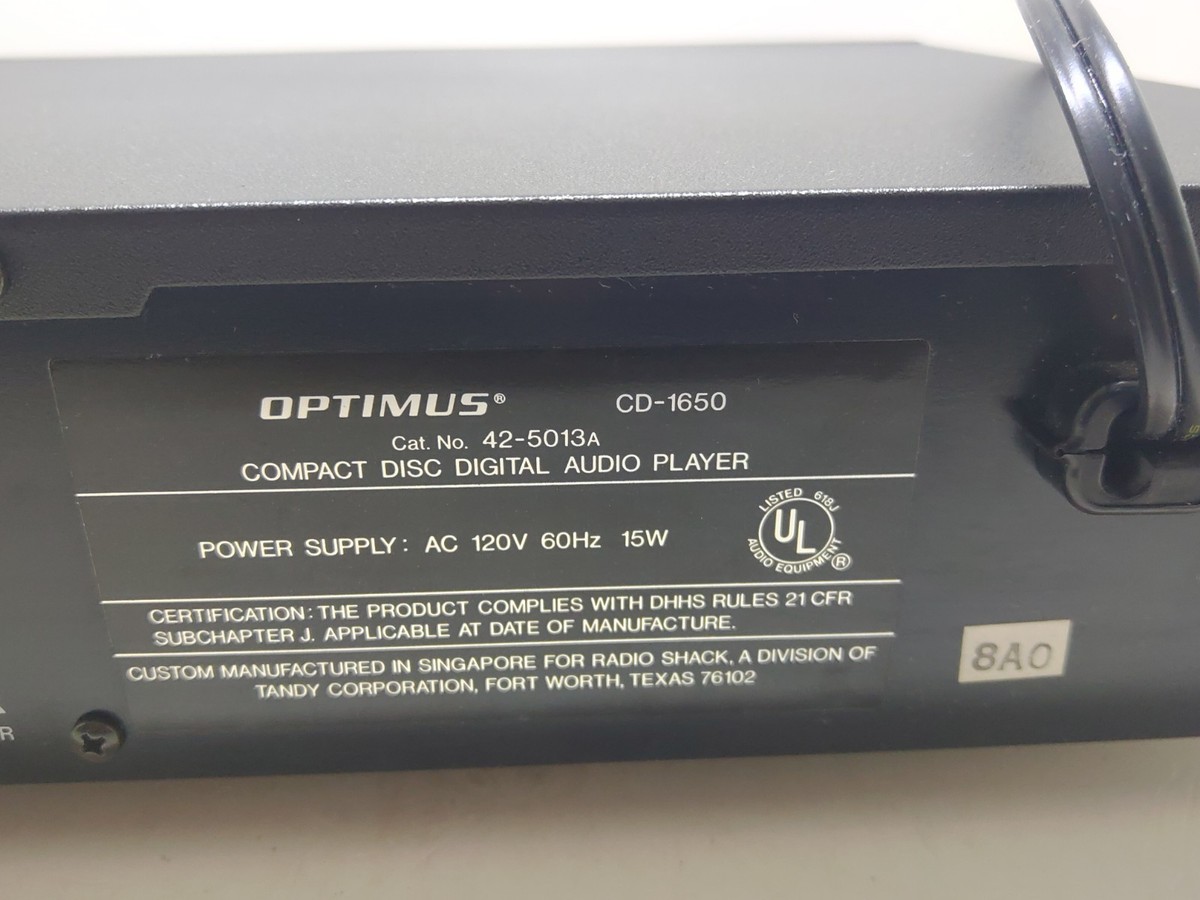 OPTIMUS® CD-1650
Cat. No. 42-5013A
COMPACT DISC DIGITAL AUDIO PLAYER
POWER SUPPLY: AC 120V 60Hz 15W
LISTED 618J
UL
AUDIO EQUIPMENT ®
CERTIFICATION: THE PRODUCT COMPLIES WITH DHHS RULES 21 CFR
SUBCHAPTER J. APPLICABLE AT DATE OF MANUFACTURE.
CUSTOM MANUFACTURED IN SINGAPORE FOR RADIO SHACK, A DIVISION OF
TANDY CORPORATION, FORT WORTH, TEXAS 76102
8A0
R